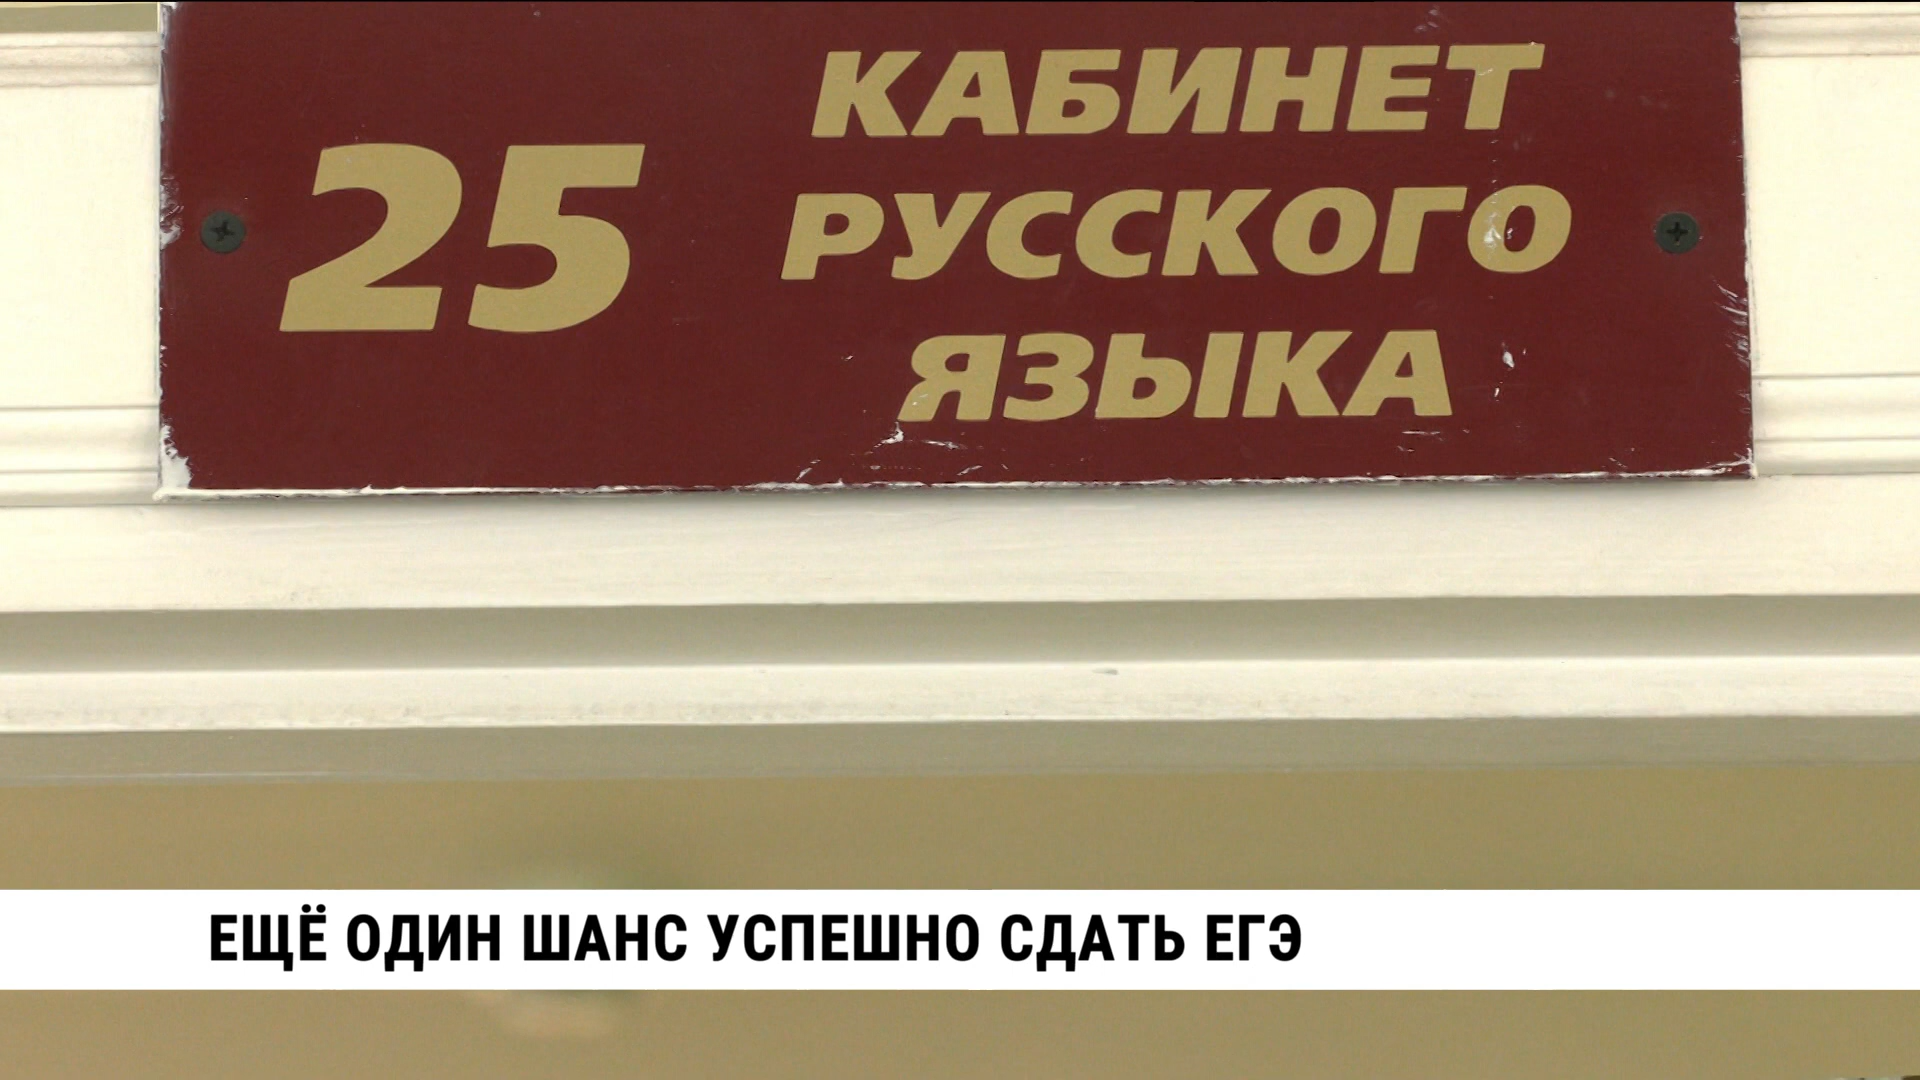 25
КАБИНЕТ
РУССКОГО
ЯЗЫКА
ЕЩЁ ОДИН ШАНС УСПЕШНО СДАТЬ ЕГЭ